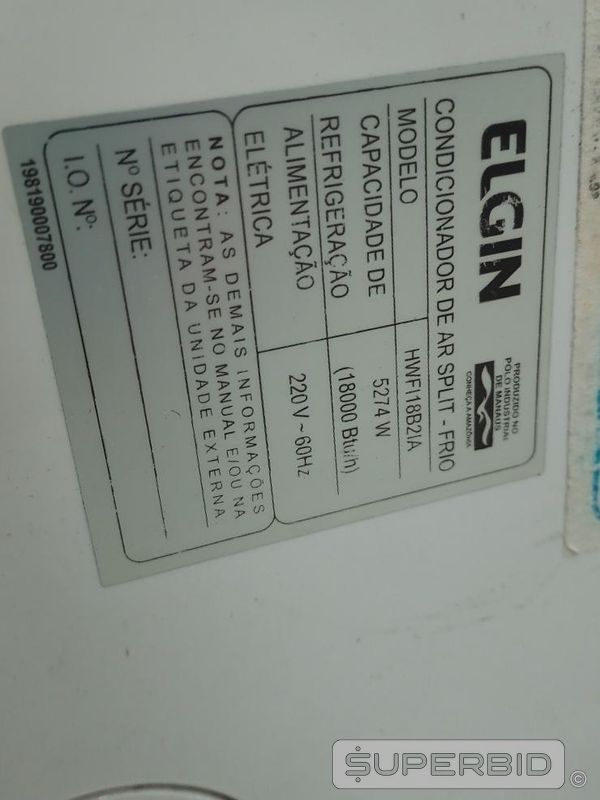 ELGIN
PRODUZIDO NO
POLO INDUSTRIAL
DE MANAUS
CONHEÇA A AMAZÔNIA
CONDICIONADOR DE AR SPLIT - FRIO
MODELO HWFI18B2IA
CAPACIDADE DE 5274 W
REFRIGERAÇÃO (18000 Btu/h)
ALIMENTAÇÃO 220 V ~ 60Hz
ELÉTRICA
NOTA: AS DEMAIS INFORMAÇÕES
ENCONTRAM-SE NO MANUAL E/OU NA
ETIQUETA DA UNIDADE EXTERNA
Nº SÉRIE:
I.O. Nº:
198190007800
SUPERBID ©